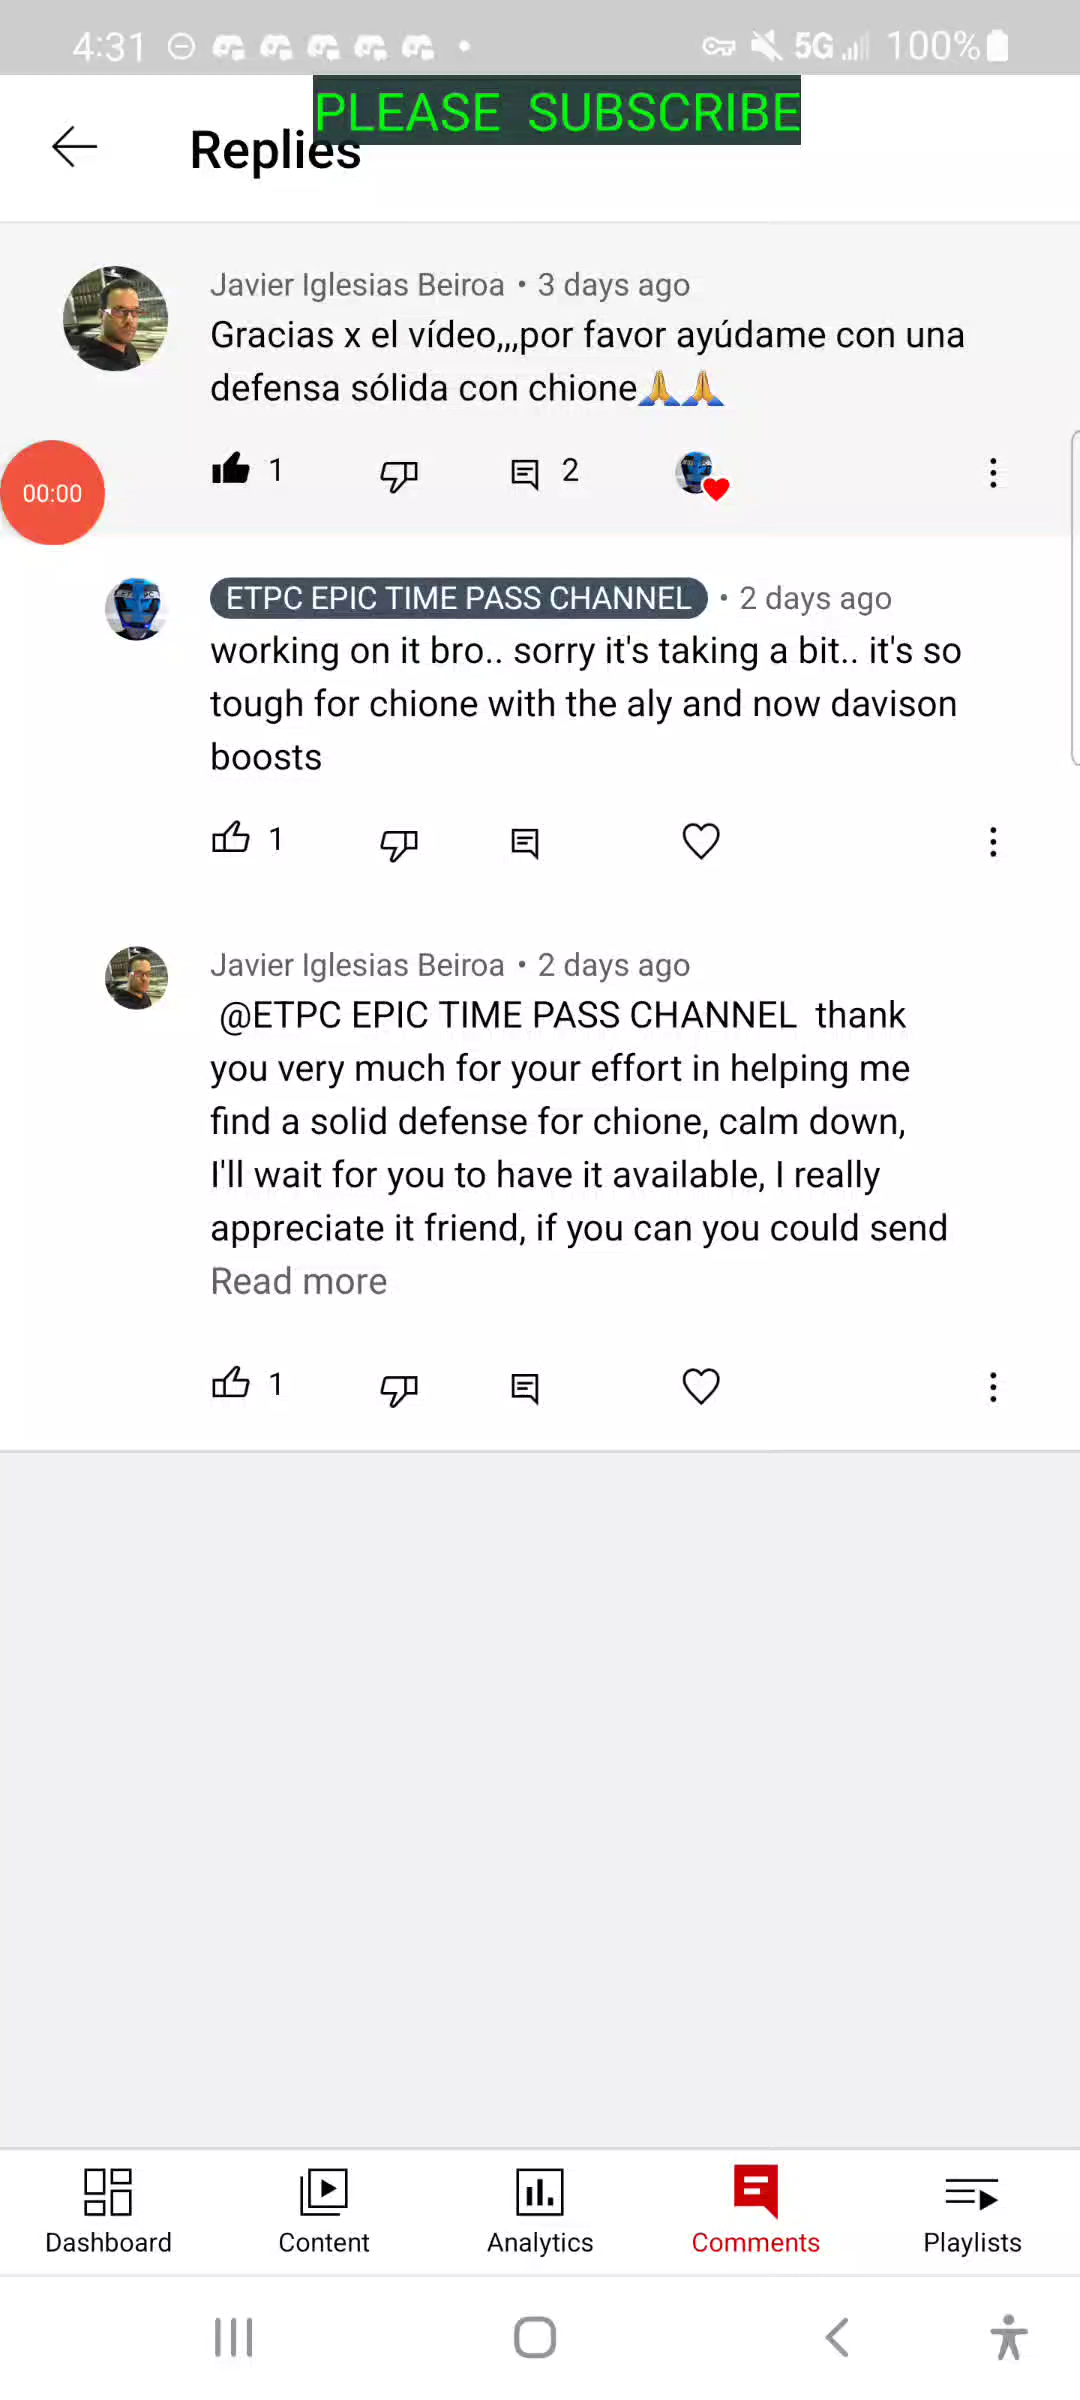 4:31
5G 100%
PLEASE SUBSCRIBE
Replies
Javier Iglesias Beiroa • 3 days ago
Gracias x el vídeo,,,por favor ayúdame con una
defensa sólida con chione🙏🙏
1 2
00:00
ETPC EPIC TIME PASS CHANNEL • 2 days ago
working on it bro.. sorry it's taking a bit.. it's so
tough for chione with the aly and now davison
boosts
1
Javier Iglesias Beiroa • 2 days ago
@ETPC EPIC TIME PASS CHANNEL thank
you very much for your effort in helping me
find a solid defense for chione, calm down,
I'll wait for you to have it available, I really
appreciate it friend, if you can you could send
Read more
1
Dashboard Content Analytics Comments Playlists